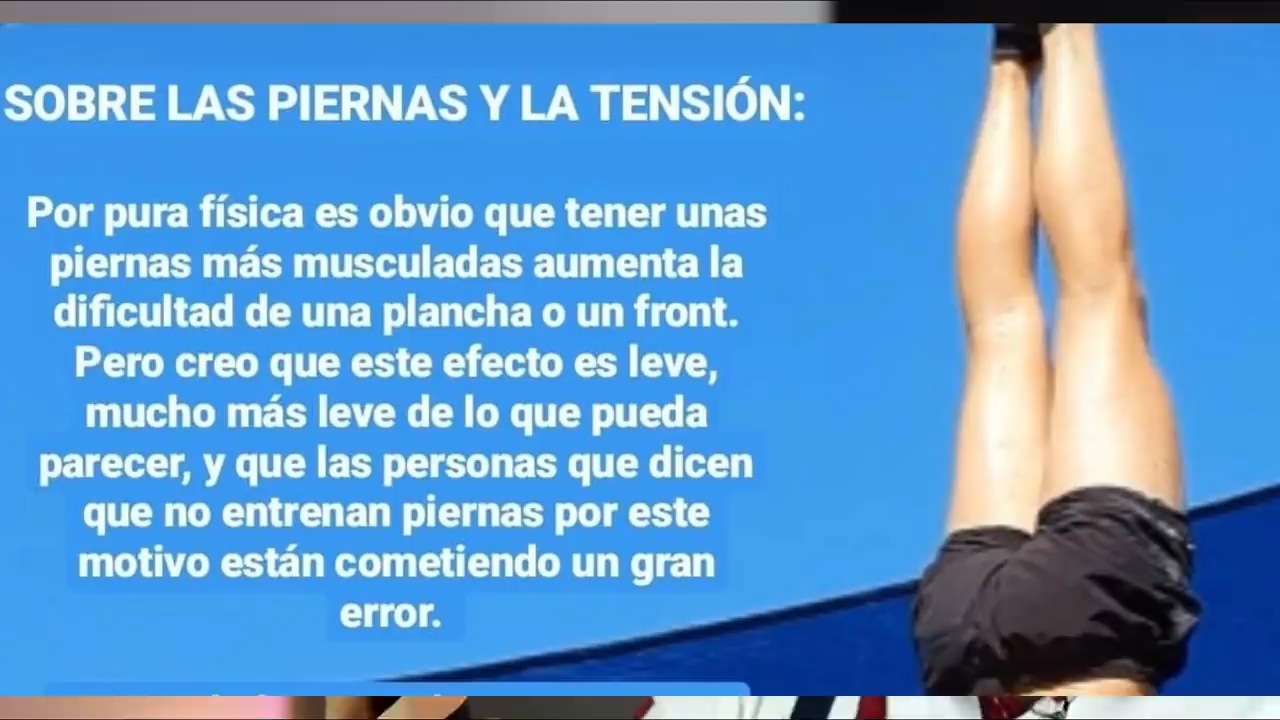 SOBRE LAS PIERNAS Y LA TENSIÓN:
Por pura física es obvio que tener unas
piernas más musculadas aumenta la
dificultad de una plancha o un front.
Pero creo que este efecto es leve,
mucho más leve de lo que pueda
parecer, y que las personas que dicen
que no entrenan piernas por este
motivo están cometiendo un gran
error.